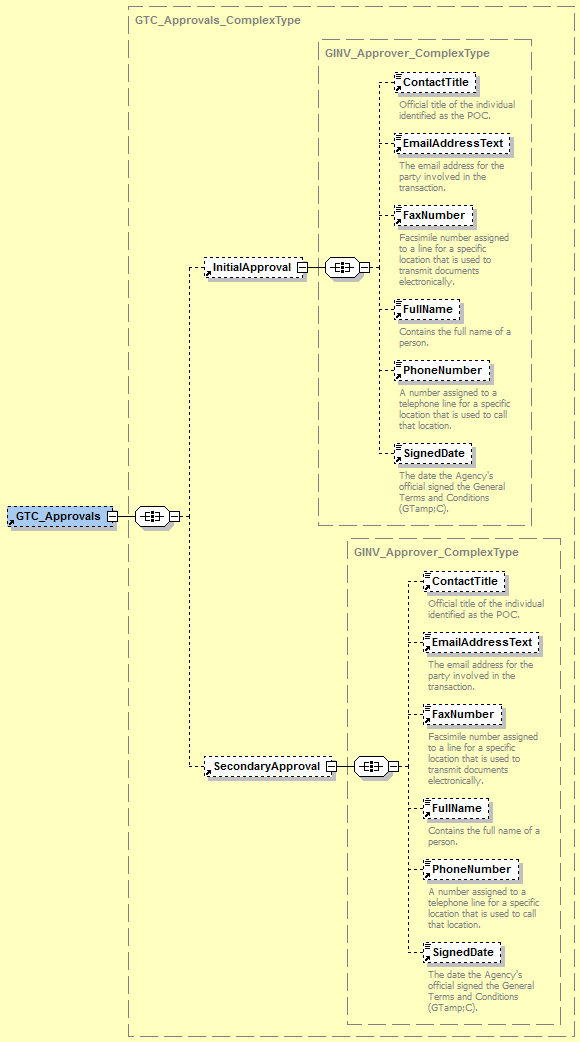 GTC_Approvals_ComplexType
GINV_Approver_ComplexType
ContactTitle
Official title of the individual
identified as the POC.
EmailAddressText
The email address for the
party involved in the
transaction.
FaxNumber
Facsimile number assigned
to a line for a specific
location that is used to
transmit documents
electronically.
InitialApproval
FullName
Contains the full name of a
person.
PhoneNumber
A number assigned to a
telephone line for a specific
location that is used to call
that location.
SignedDate
The date the Agency's
official signed the General
Terms and Conditions
(GTamp;C).
GTC_Approvals
GINV_Approver_ComplexType
ContactTitle
Official title of the individual
identified as the POC.
EmailAddressText
The email address for the
party involved in the
transaction.
FaxNumber
Facsimile number assigned
to a line for a specific
location that is used to
transmit documents
electronically.
SecondaryApproval
FullName
Contains the full name of a
person.
PhoneNumber
A number assigned to a
telephone line for a specific
location that is used to call
that location.
SignedDate
The date the Agency's
official signed the General
Terms and Conditions
(GTamp;C).